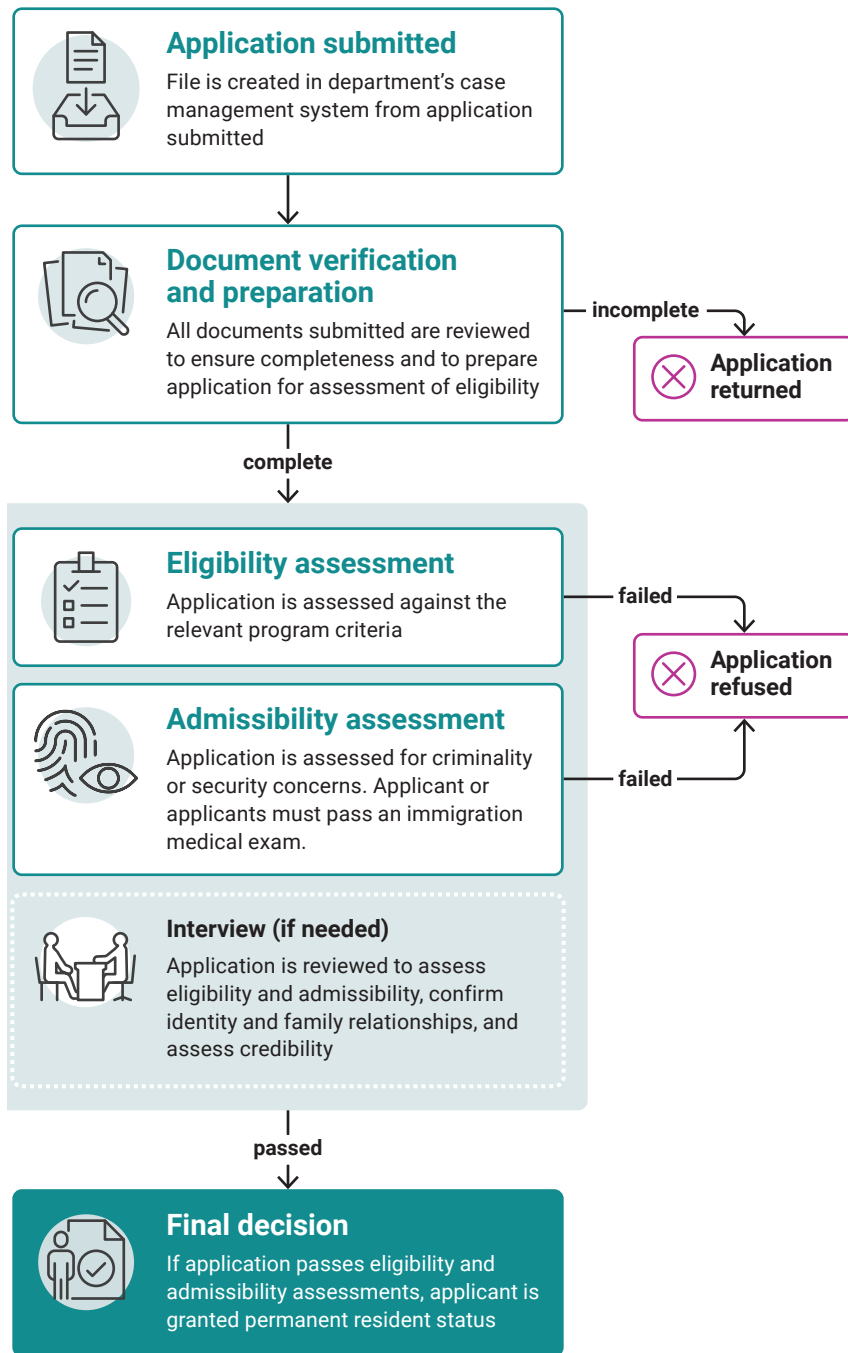 Application submitted
File is created in department’s case
management system from application
submitted
Document verification
and preparation
All documents submitted are reviewed
to ensure completeness and to prepare
application for assessment of eligibility
incomplete
Application
returned
complete
Eligibility assessment
Application is assessed against the
relevant program criteria
failed
Application
refused
Admissibility assessment
Application is assessed for criminality
or security concerns. Applicant or
applicants must pass an immigration
medical exam.
failed
Interview (if needed)
Application is reviewed to assess
eligibility and admissibility, confirm
identity and family relationships, and
assess credibility
passed
Final decision
If application passes eligibility and
admissibility assessments, applicant is
granted permanent resident status